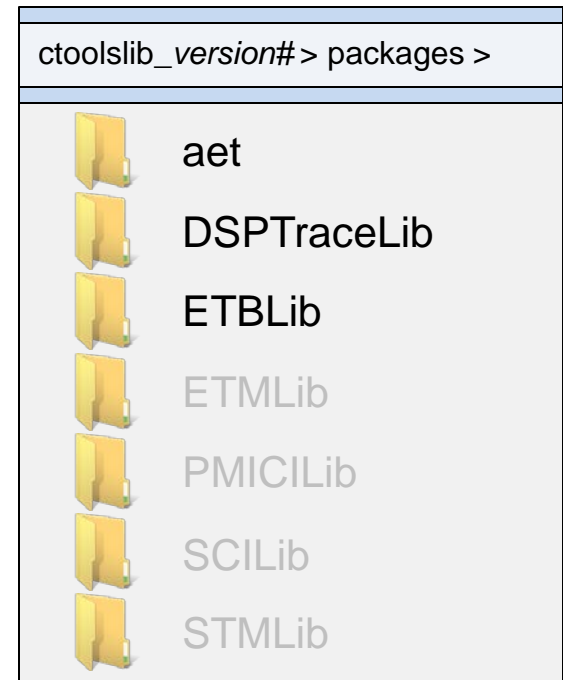 ctoolslib_version# > packages >
aet
DSPTraceLib
ETBLib
ETMLib
PMICILib
SCILib
STMLib